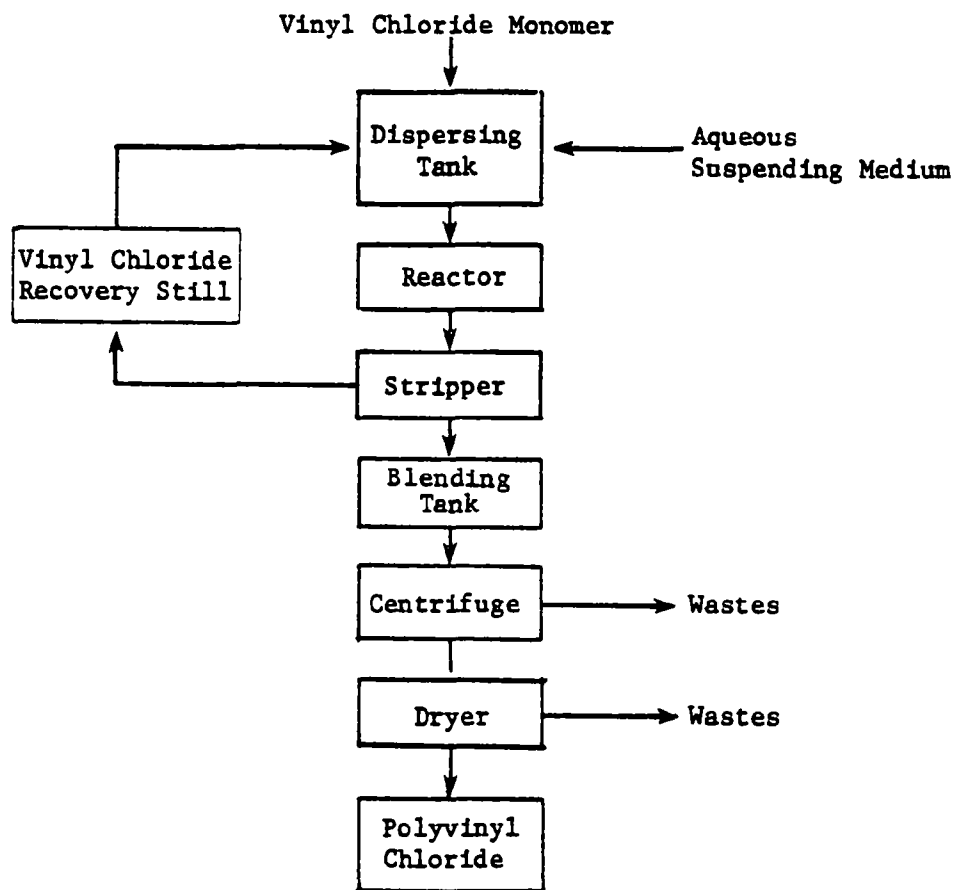 Vinyl Chloride Monomer
Dispersing
Tank
Aqueous
Suspending Medium
Vinyl Chloride
Recovery Still
Reactor
Stripper
Blending
Tank
Centrifuge
Wastes
Dryer
Wastes
Polyvinyl
Chloride